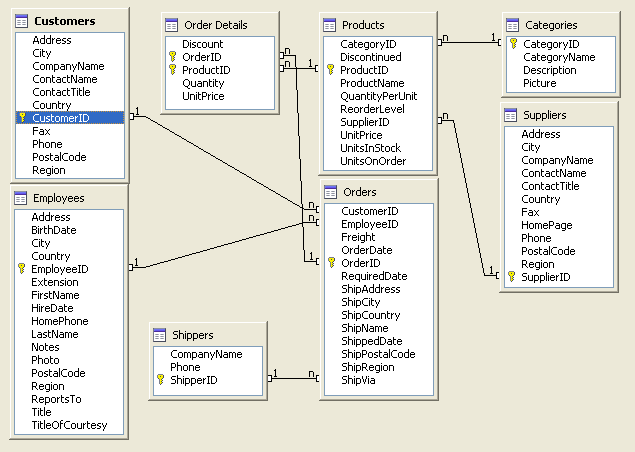 Customers
Address
City
CompanyName
ContactName
ContactTitle
Country
CustomerID
Fax
Phone
PostalCode
Region
Order Details
Discount
OrderID
ProductID
Quantity
UnitPrice
Products
CategoryID
Discontinued
ProductID
ProductName
QuantityPerUnit
ReorderLevel
SupplierID
UnitPrice
UnitsInStock
UnitsOnOrder
Categories
CategoryID
CategoryName
Description
Picture
Suppliers
Address
City
CompanyName
ContactName
ContactTitle
Country
Fax
HomePage
Phone
PostalCode
Region
SupplierID
Employees
Address
BirthDate
City
Country
EmployeeID
Extension
FirstName
HireDate
HomePhone
LastName
Notes
Photo
PostalCode
Region
ReportsTo
Title
TitleOfCourtesy
Orders
CustomerID
EmployeeID
Freight
OrderDate
OrderID
RequiredDate
ShipAddress
ShipCity
ShipCountry
ShipName
ShippedDate
ShipPostalCode
ShipRegion
ShipVia
Shippers
CompanyName
Phone
ShipperID
1
n
1
n
n
1
n
1
n
1
n
1
1
n